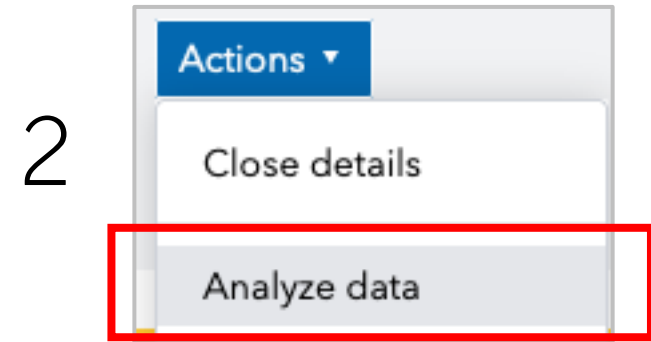 Actions ▼
2
Close details
Analyze data